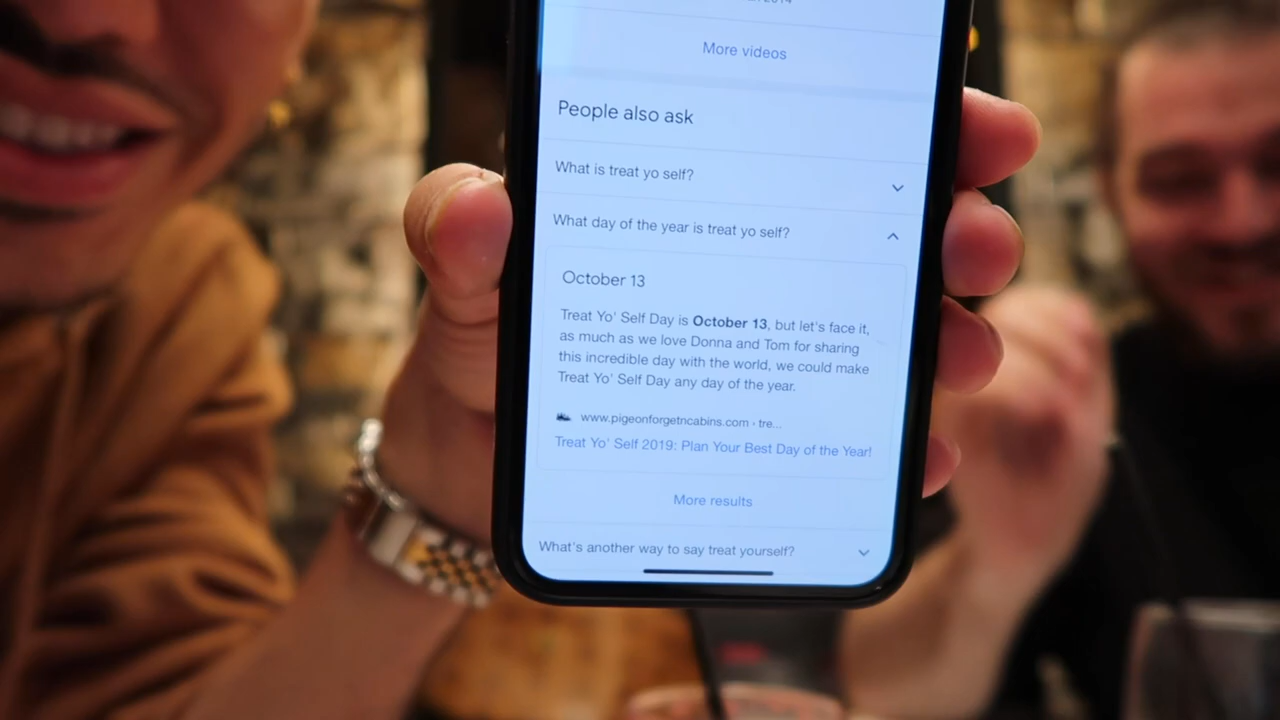 More videos
People also ask
What is treat yo self?
What day of the year is treat yo self?
October 13
Treat Yo' Self Day is October 13, but let's face it,
as much as we love Donna and Tom for sharing
this incredible day with the world, we could make
Treat Yo' Self Day any day of the year.
www.pigeonforgetncabins.com › tre...
Treat Yo' Self 2019: Plan Your Best Day of the Year!
More results
What's another way to say treat yourself?